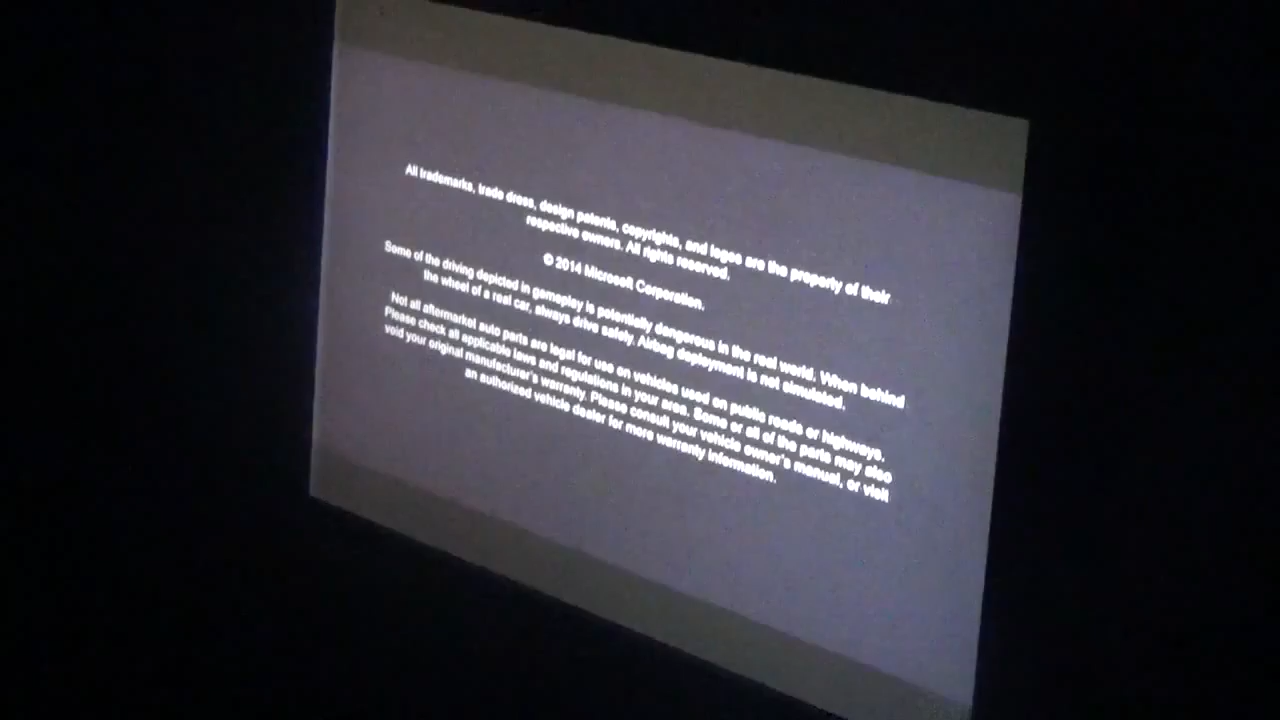 All trademarks, trade dress, design patents, copyrights, and logos are the property of their
respective owners. All rights reserved.
© 2014 Microsoft Corporation.
Some of the driving depicted in gameplay is potentially dangerous in the real world. When behind
the wheel of a real car, always drive safely. Airbag deployment is not simulated.
Not all aftermarket auto parts are legal for use on vehicles used on public roads or highways.
Please check all applicable laws and regulations in your area. Some or all of the parts may also
void your original manufacturer's warranty. Please consult your vehicle owner's manual, or visit
an authorized vehicle dealer for more warranty information.